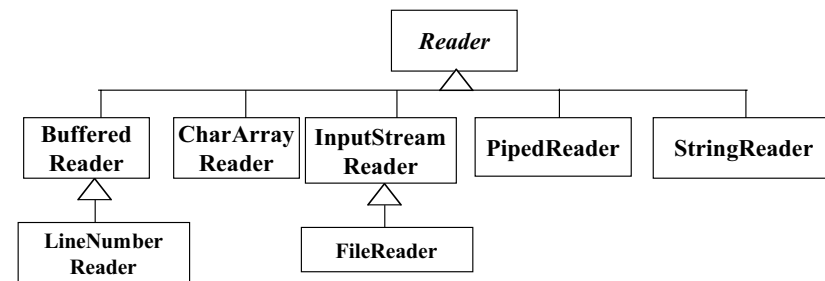 Reader
Buffered
Reader
CharArray
Reader
InputStream
Reader
PipedReader
StringReader
LineNumber
Reader
FileReader